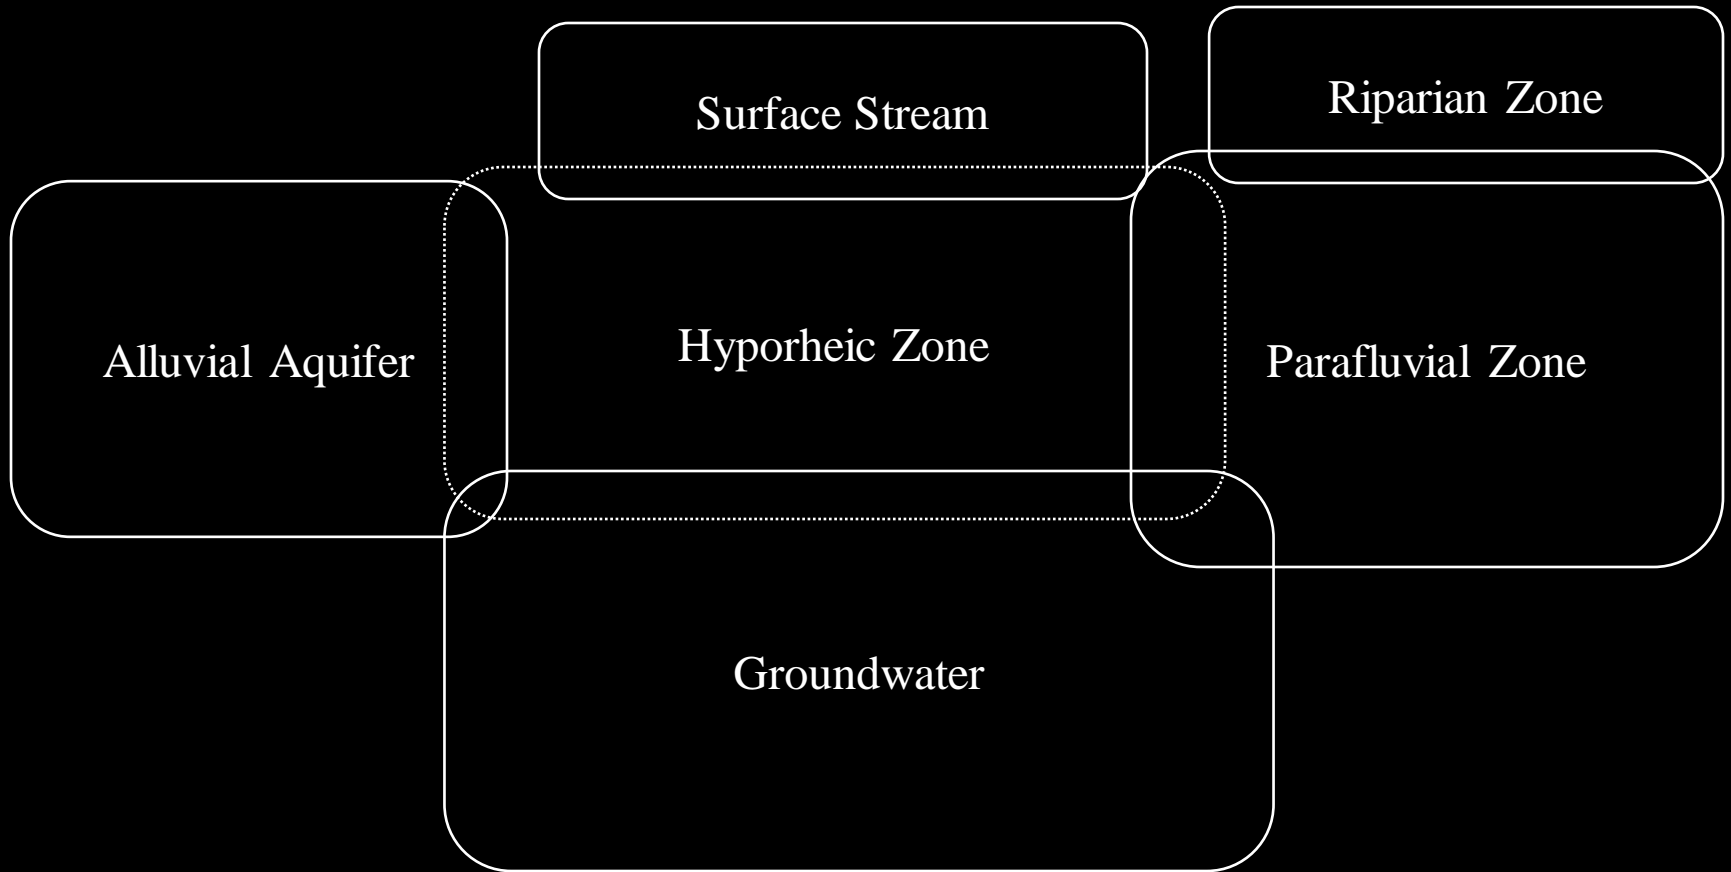 Surface Stream
Riparian Zone
Alluvial Aquifer
Hyporheic Zone
Parafluvial Zone
Groundwater